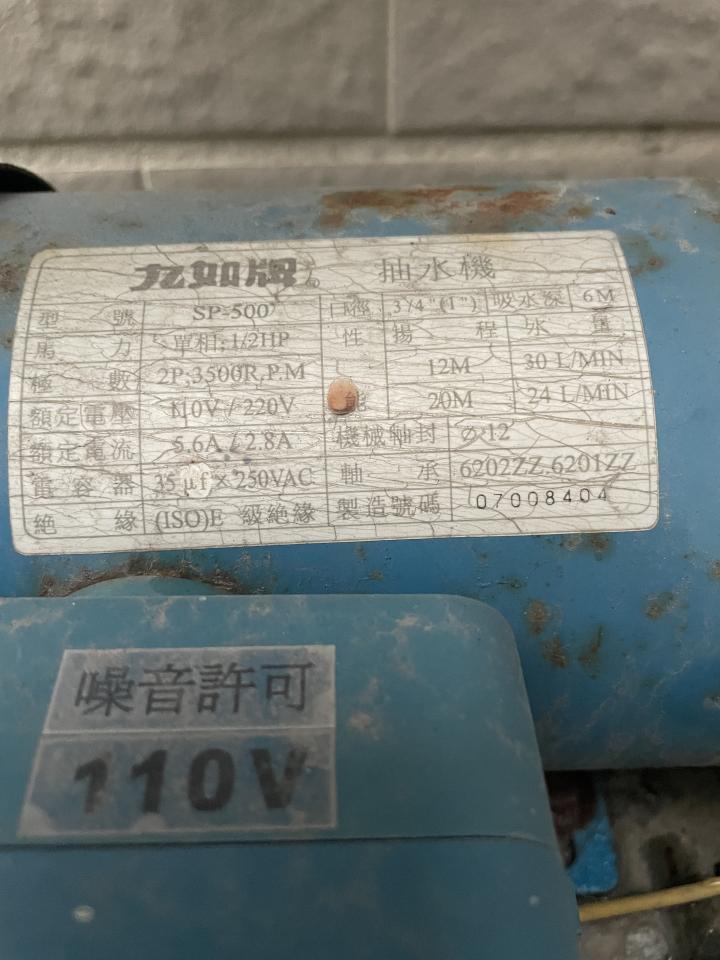 九如牌 抽水機
型號 SP-500 口徑 3/4"(1") 吸水深 6M
馬力 單相:1/2HP 性能 揚程 水量
極數 2P:3500R,P.M 12M 30 L/MIN
額定電壓 110V / 220V 20M 24 L/MIN
額定電流 5.6A / 2.8A 機械軸封 ∅ 12
電容器 35 μf × 250VAC 軸承 6202ZZ,6201ZZ
絶緣 (ISO)E 級絶緣 製造號碼 07008404
噪音許可
110V